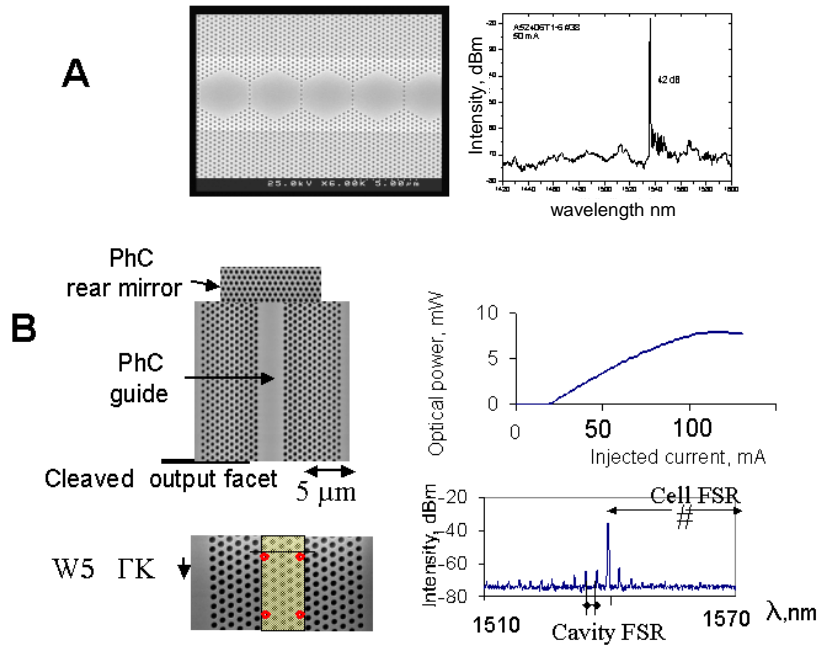 A
25.0kV X6.00K 5.00µm
Intensity, dBm
50 mA
42 dB
wavelength nm
B
PhC
rear mirror
PhC
guide
Cleaved output facet
5 µm
Optical power, mW
10
5
0
0
50
100
Injected current, mA
W5 ΓK
Intensity, dBm
-20
-40
-60
-80
Cell FSR
#
1510
1570
λ,nm
Cavity FSR